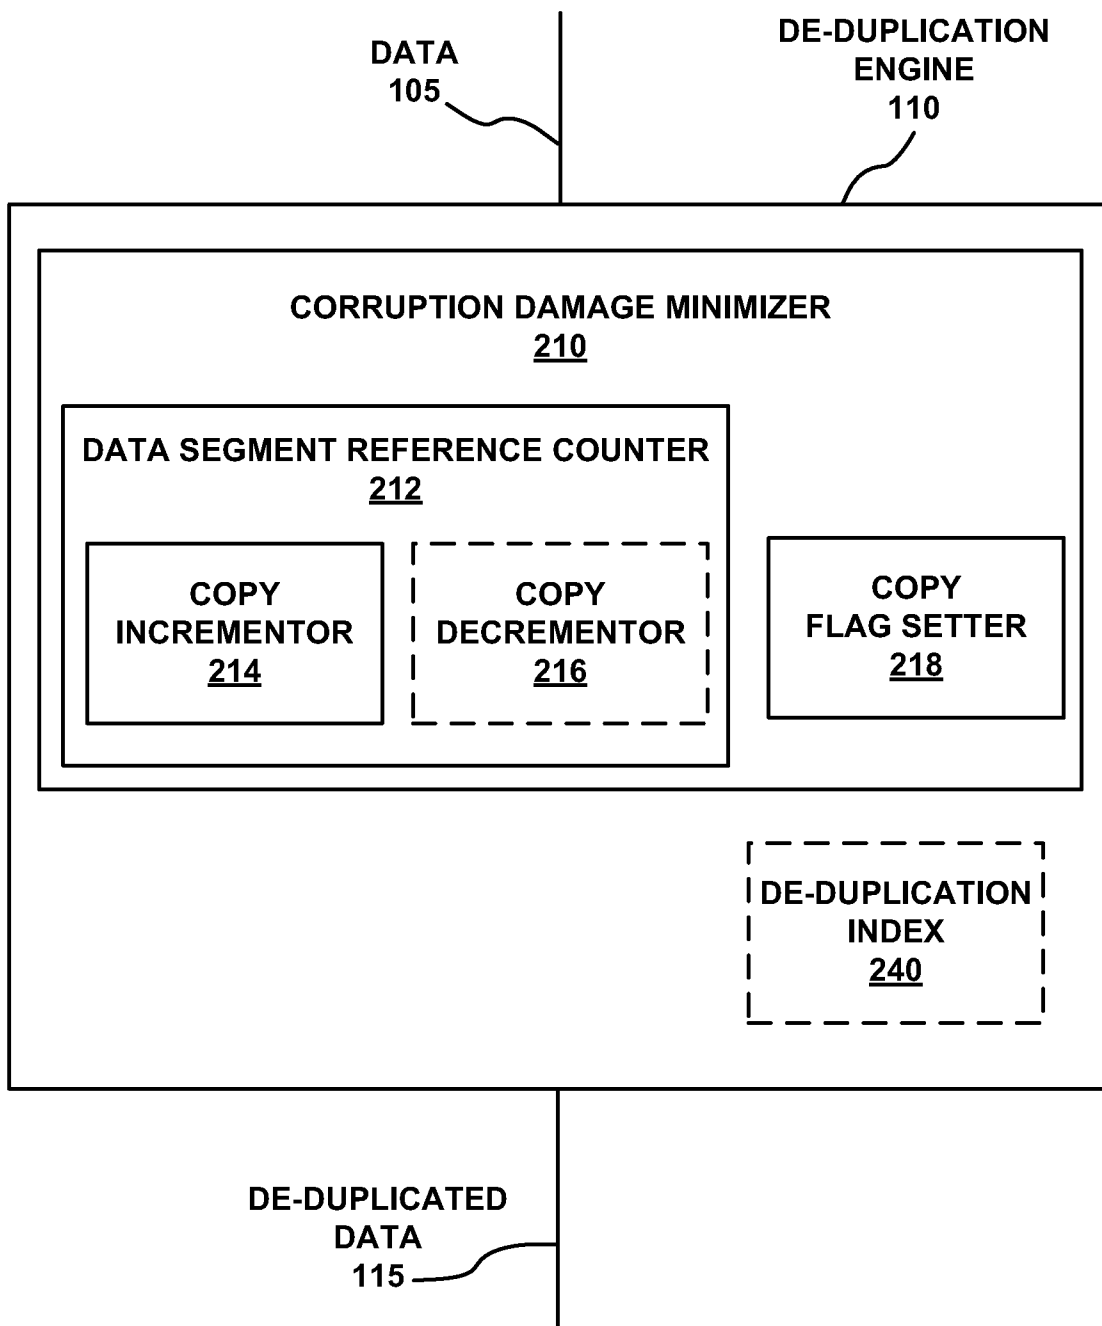 DATA
105
DE-DUPLICATION
ENGINE
110
CORRUPTION DAMAGE MINIMIZER
210
DATA SEGMENT REFERENCE COUNTER
212
COPY
INCREMENTOR
214
COPY
DECREMENTOR
216
COPY
FLAG SETTER
218
DE-DUPLICATION
INDEX
240
DE-DUPLICATED
DATA
115